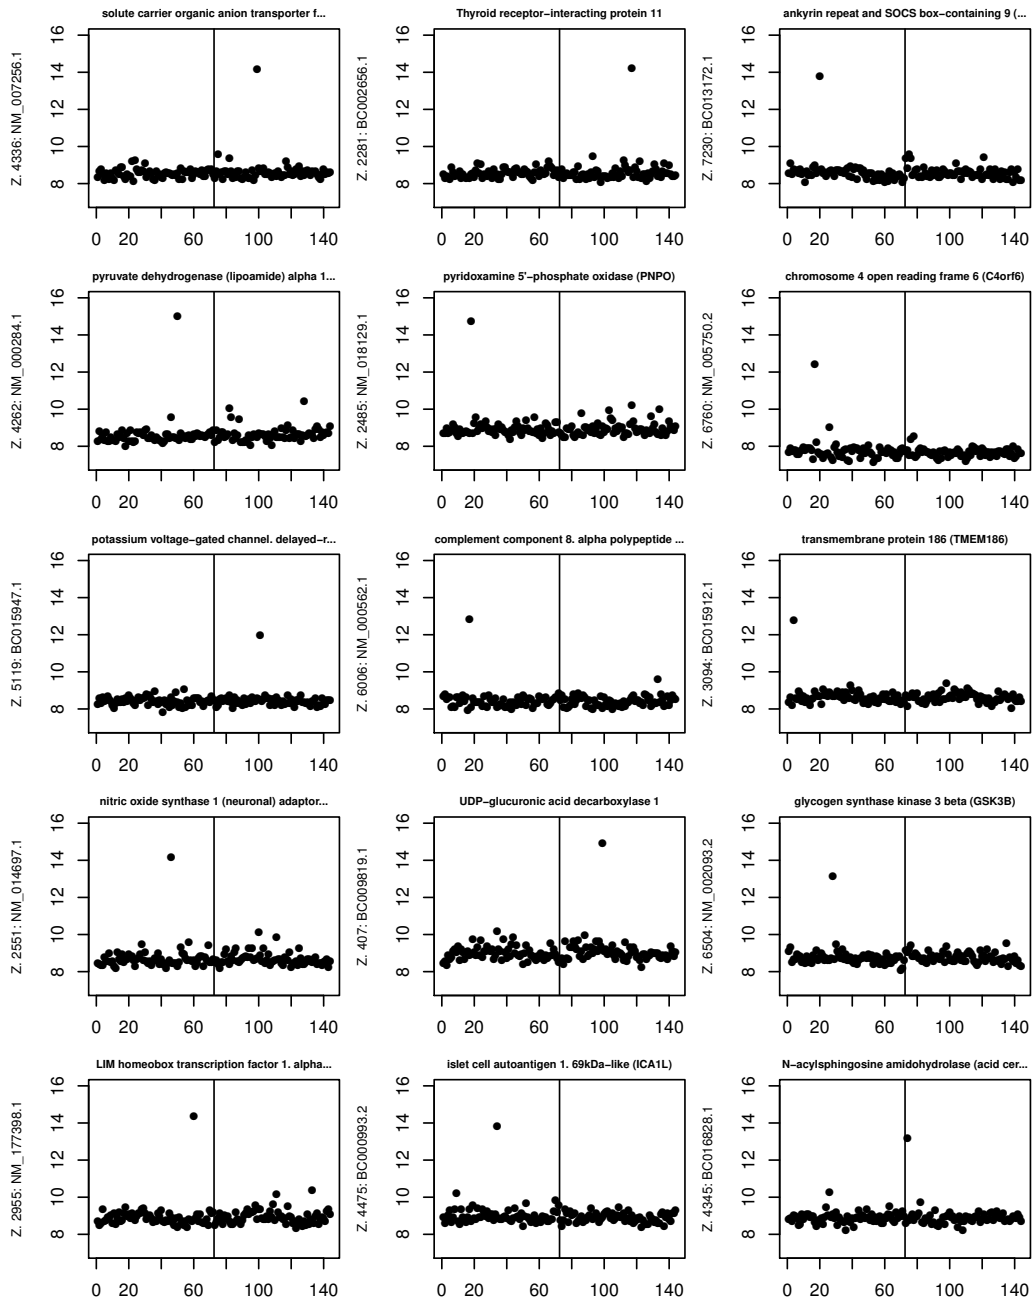 solute carrier organic anion transporter f...
Z. 4336: NM_007256.1
8 10 12 14 16
0 20 60 100 140
Thyroid receptor−interacting protein 11
Z. 2281: BC002656.1
8 10 12 14 16
0 20 60 100 140
ankyrin repeat and SOCS box−containing 9 (...
Z. 7230: BC013172.1
8 10 12 14 16
0 20 60 100 140
pyruvate dehydrogenase (lipoamide) alpha 1...
Z. 4262: NM_000284.1
8 10 12 14 16
0 20 60 100 140
pyridoxamine 5'−phosphate oxidase (PNPO)
Z. 2485: NM_018129.1
8 10 12 14 16
0 20 60 100 140
chromosome 4 open reading frame 6 (C4orf6)
Z. 6760: NM_005750.2
8 10 12 14 16
0 20 60 100 140
potassium voltage−gated channel. delayed−r...
Z. 5119: BC015947.1
8 10 12 14 16
0 20 60 100 140
complement component 8. alpha polypeptide ...
Z. 6006: NM_000562.1
8 10 12 14 16
0 20 60 100 140
transmembrane protein 186 (TMEM186)
Z. 3094: BC015912.1
8 10 12 14 16
0 20 60 100 140
nitric oxide synthase 1 (neuronal) adaptor...
Z. 2551: NM_014697.1
8 10 12 14 16
0 20 60 100 140
UDP−glucuronic acid decarboxylase 1
Z. 407: BC009819.1
8 10 12 14 16
0 20 60 100 140
glycogen synthase kinase 3 beta (GSK3B)
Z. 6504: NM_002093.2
8 10 12 14 16
0 20 60 100 140
LIM homeobox transcription factor 1. alpha...
Z. 2955: NM_177398.1
8 10 12 14 16
0 20 60 100 140
islet cell autoantigen 1. 69kDa−like (ICA1L)
Z. 4475: BC000993.2
8 10 12 14 16
0 20 60 100 140
N−acylsphingosine amidohydrolase (acid cer...
Z. 4345: BC016828.1
8 10 12 14 16
0 20 60 100 140